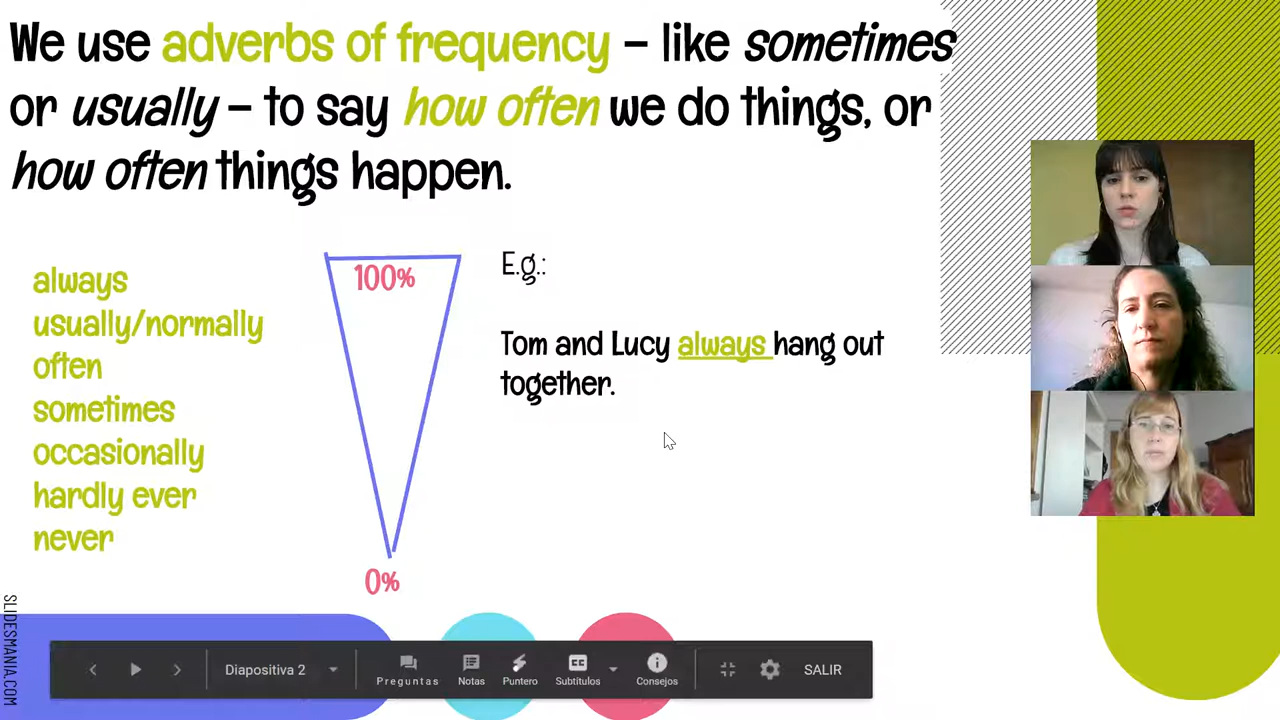 We use adverbs of frequency – like sometimes
or usually – to say how often we do things, or
how often things happen.
always
usually/normally
often
sometimes
occasionally
hardly ever
never
100%
0%
E.g.:
Tom and Lucy always hang out
together.
SLIDESMANIA.COM
Diapositiva 2
Preguntas
Notas
Puntero
CC
Subtítulos
Consejos
SALIR